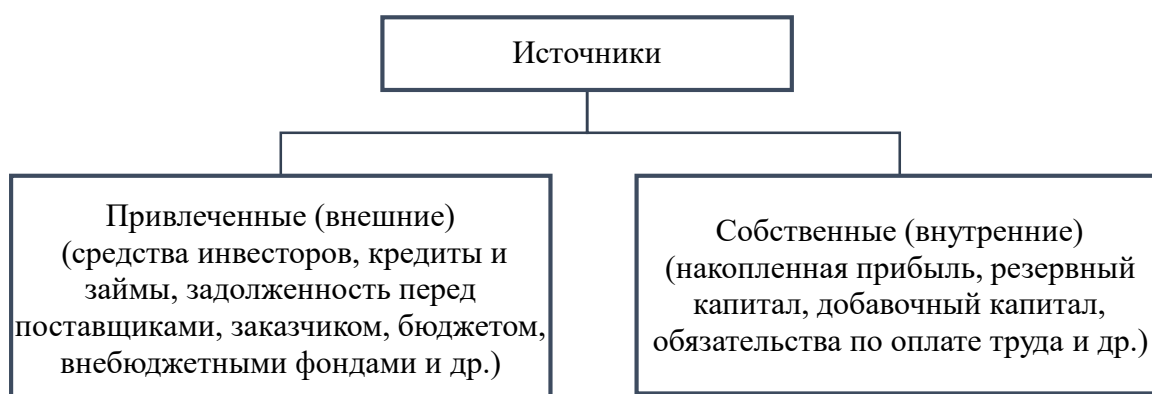 Источники
Привлеченные (внешние)
(средства инвесторов, кредиты и
займы, задолженность перед
поставщиками, заказчиком, бюджетом,
внебюджетными фондами и др.)
Собственные (внутренние)
(накопленная прибыль, резервный
капитал, добавочный капитал,
обязательства по оплате труда и др.)